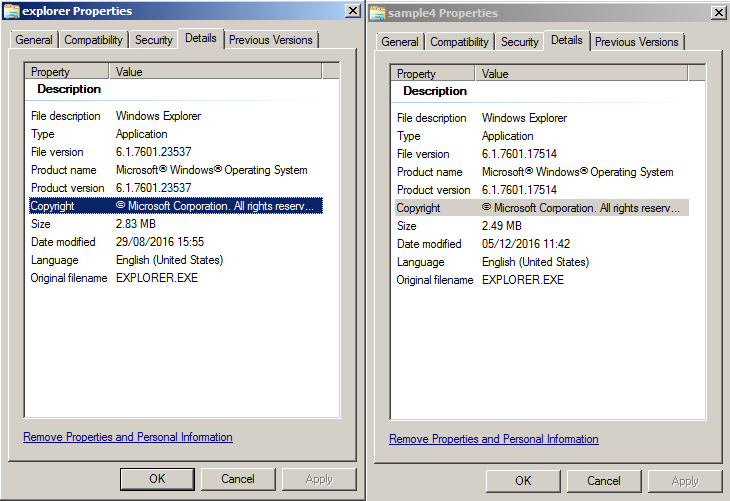 explorer Properties
General Compatibility Security Details Previous Versions
Property Value
Description
File description Windows Explorer
Type Application
File version 6.1.7601.23537
Product name Microsoft® Windows® Operating System
Product version 6.1.7601.23537
Copyright © Microsoft Corporation. All rights reserv...
Size 2.83 MB
Date modified 29/08/2016 15:55
Language English (United States)
Original filename EXPLORER.EXE
Remove Properties and Personal Information
OK Cancel Apply
sample4 Properties
General Compatibility Security Details Previous Versions
Property Value
Description
File description Windows Explorer
Type Application
File version 6.1.7601.17514
Product name Microsoft® Windows® Operating System
Product version 6.1.7601.17514
Copyright © Microsoft Corporation. All rights reserv...
Size 2.49 MB
Date modified 05/12/2016 11:42
Language English (United States)
Original filename EXPLORER.EXE
Remove Properties and Personal Information
OK Cancel Apply